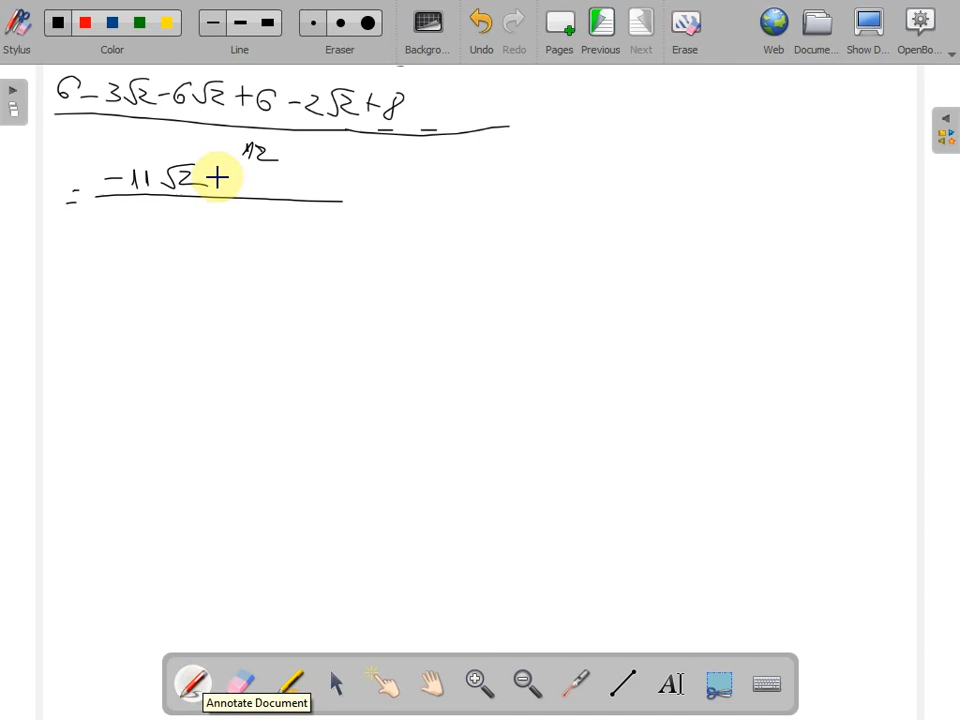 Stylus
Color
Line
Eraser
Backgro...
Undo
Redo
Pages
Previous
Next
Erase
Web
Docume...
Show D...
OpenBo...
6 - 3√2 - 6√2 + 6 - 2√2 + 8
12
= -11√2 +
Annotate Document